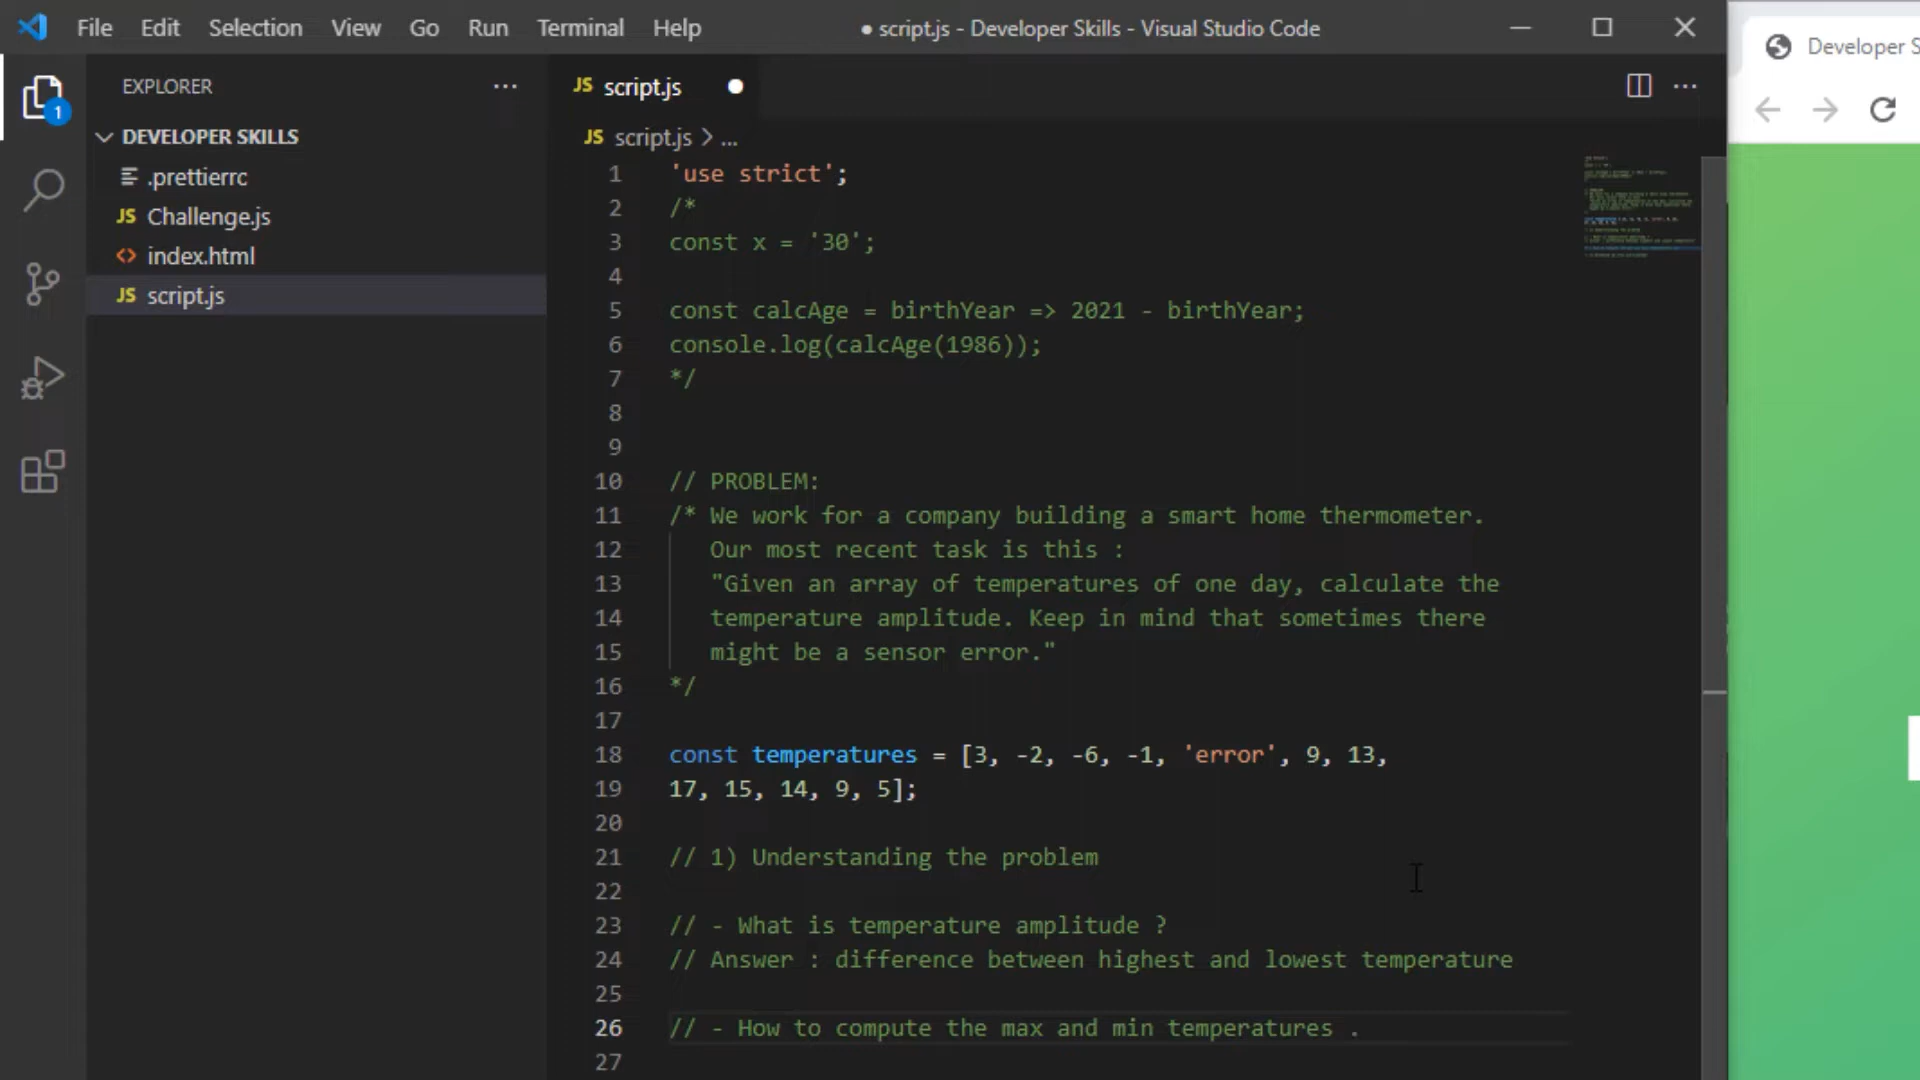 File Edit Selection View Go Run Terminal Help
● script.js - Developer Skills - Visual Studio Code
EXPLORER
DEVELOPER SKILLS
.prettierrc
JS Challenge.js
<> index.html
JS script.js
1
JS script.js
JS script.js > ...
1 'use strict';
2 /*
3 const x = '30';
4
5 const calcAge = birthYear => 2021 - birthYear;
6 console.log(calcAge(1986));
7 */
8
9
10 // PROBLEM:
11 /* We work for a company building a smart home thermometer.
12 Our most recent task is this :
13 "Given an array of temperatures of one day, calculate the
14 temperature amplitude. Keep in mind that sometimes there
15 might be a sensor error."
16 */
17
18 const temperatures = [3, -2, -6, -1, 'error', 9, 13,
19 17, 15, 14, 9, 5];
20
21 // 1) Understanding the problem
22
23 // - What is temperature amplitude ?
24 // Answer : difference between highest and lowest temperature
25
26 // - How to compute the max and min temperatures .
27
Developer S